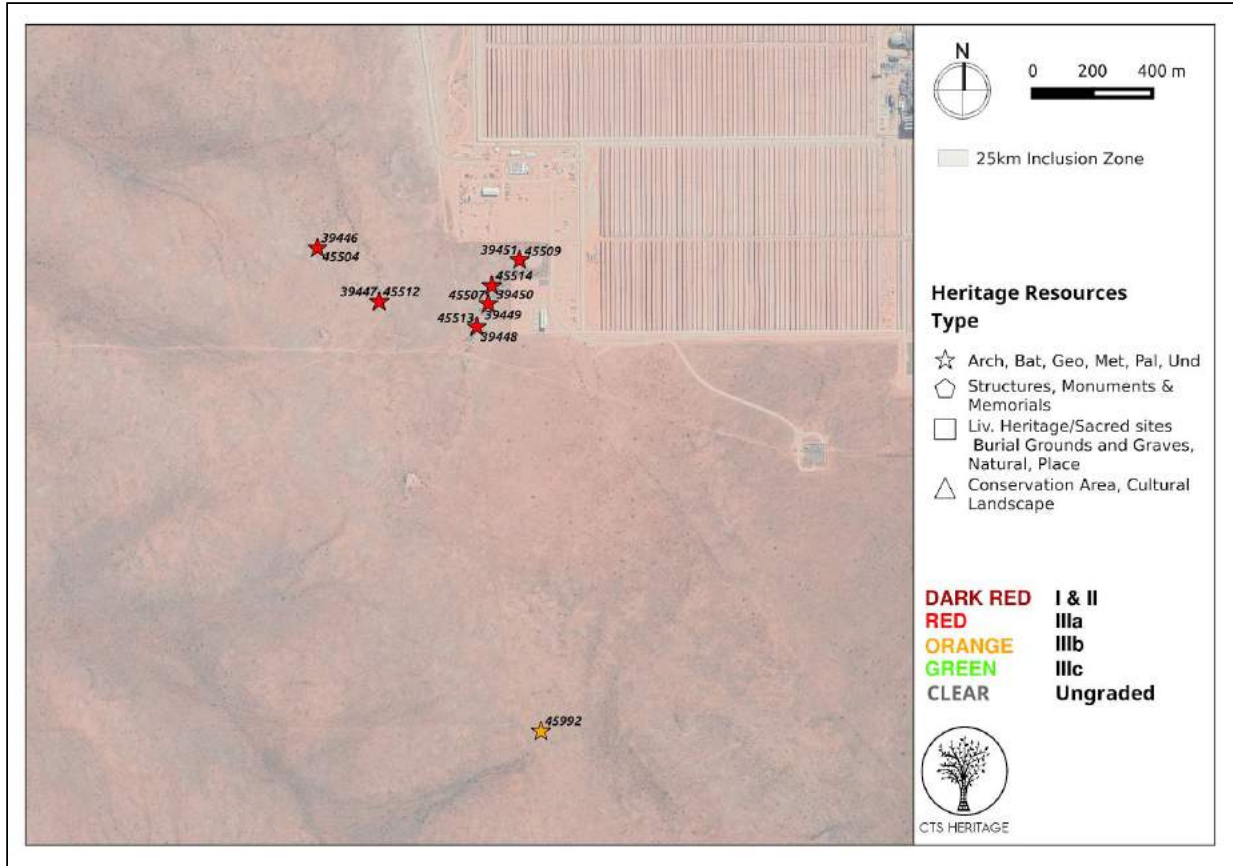 N
0 200 400 m
25km Inclusion Zone
39446
45504
39451 45509
45514
39447 45512
45507 39450
39449
45513
39448
45992
Heritage Resources
Type
Arch, Bat, Geo, Met, Pal, Und
Structures, Monuments &
Memorials
Liv. Heritage/Sacred sites
Burial Grounds and Graves,
Natural, Place
Conservation Area, Cultural
Landscape
DARK RED I & II
RED IIIa
ORANGE IIIb
GREEN IIIc
CLEAR Ungraded
CTS HERITAGE